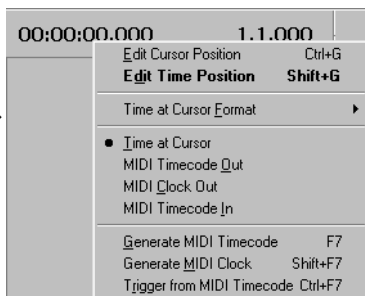 00:00:00.000 1.1.000
Edit Cursor Position Ctrl+G
Edit Time Position Shift+G
Time at Cursor Format
Time at Cursor
MIDI Timecode Out
MIDI Clock Out
MIDI Timecode In
Generate MIDI Timecode F7
Generate MIDI Clock Shift+F7
Trigger from MIDI Timecode Ctrl+F7